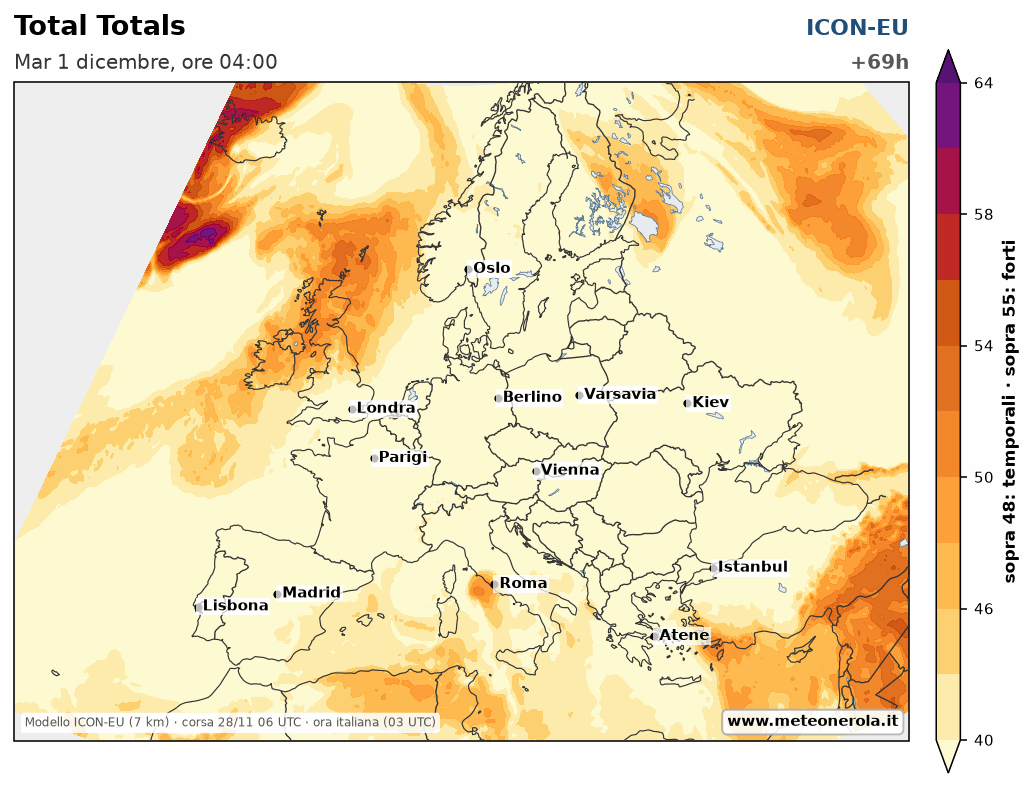 Total Totals
ICON-EU
Mar 1 dicembre, ore 04:00
+69h
64
58
54
50
46
40
sopra 48: temporali · sopra 55: forti
Oslo
Berlino
Varsavia
Kiev
Londra
Parigi
Vienna
Istanbul
Roma
Madrid
Lisbona
Atene
Modello ICON-EU (7 km) · corsa 28/11 06 UTC · ora italiana (03 UTC)
www.meteonerola.it